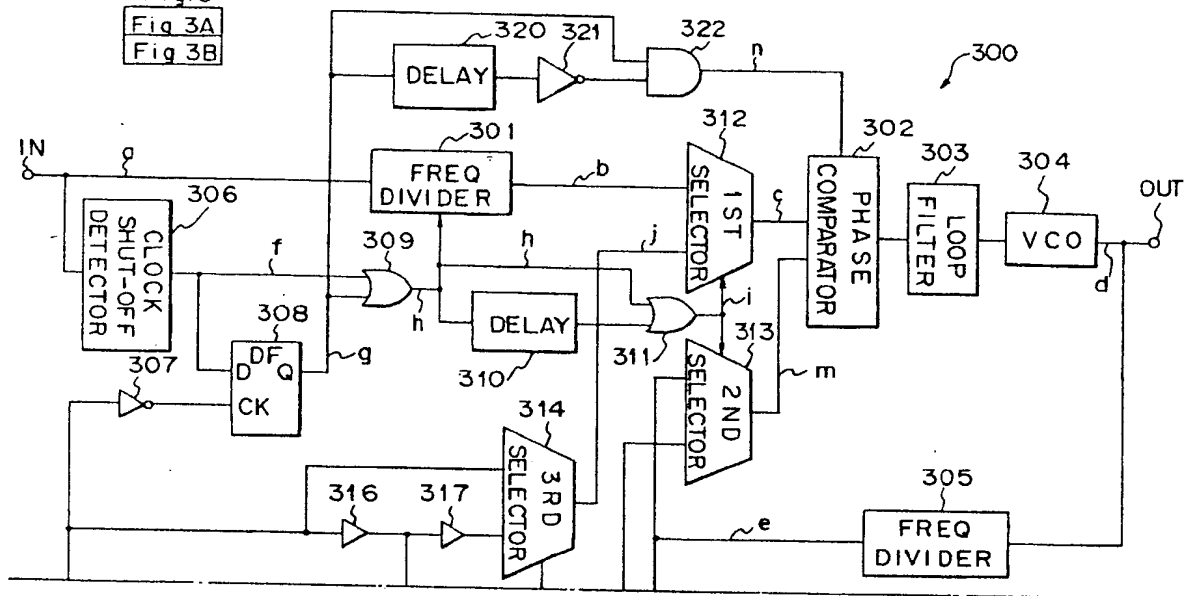 Fig 3A
Fig 3B
320
321
322
n
300
DELAY
301
312
302
303
304
IN
a
FREQ
DIVIDER
b
1ST
SELECTOR
c
PHASE
COMPARATOR
LOOP
FILTER
VCO
OUT
d
306
CLOCK
SHUT-OFF
DETECTOR
f
309
h
h
j
i
308
DELAY
310
311
313
307
D DF Q
CK
g
2ND
SELECTOR
m
314
3RD
SELECTOR
316
317
305
e
FREQ
DIVIDER